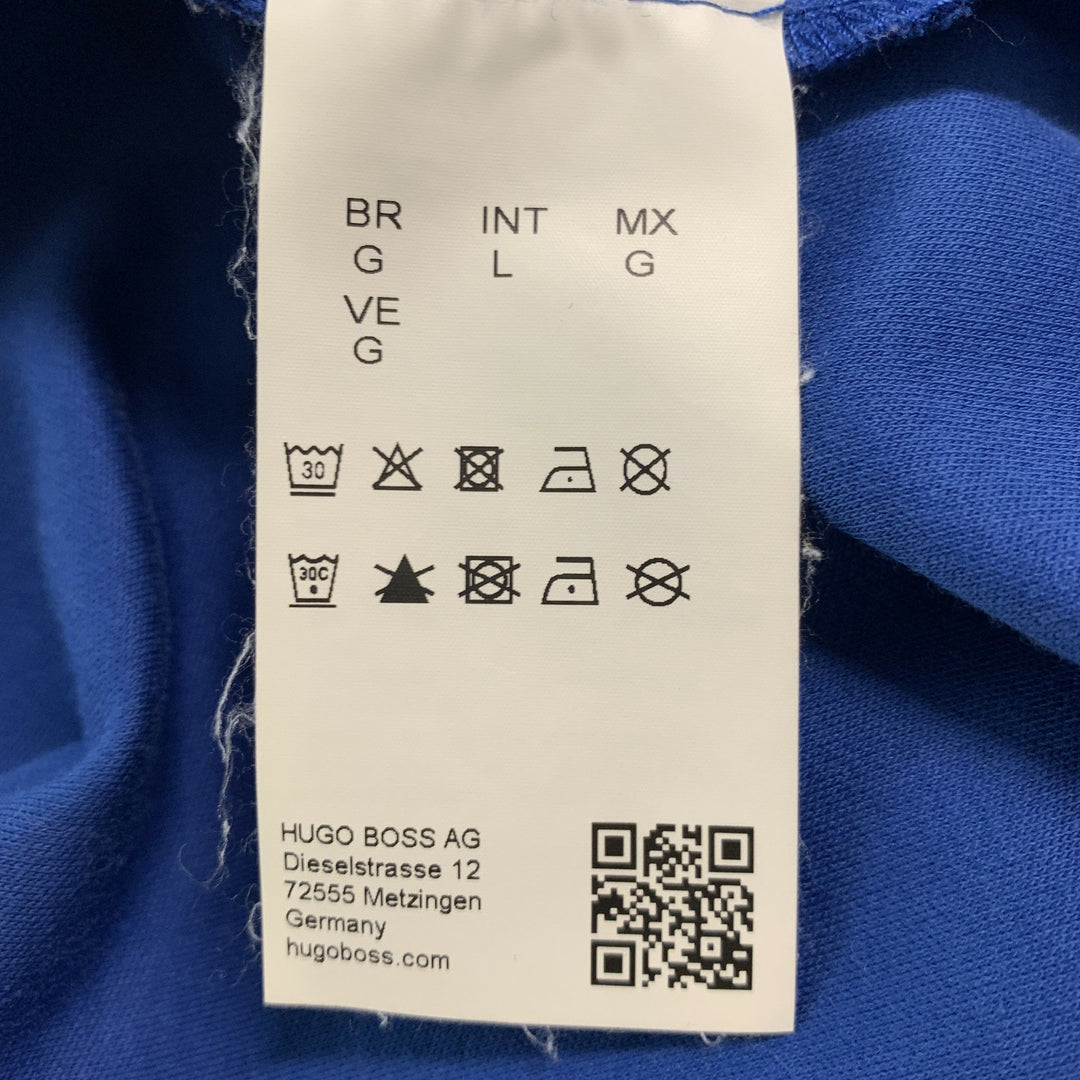 BR INT MX
G L G
VE
G
30
30C
HUGO BOSS AG
Dieselstrasse 12
72555 Metzingen
Germany
hugoboss.com